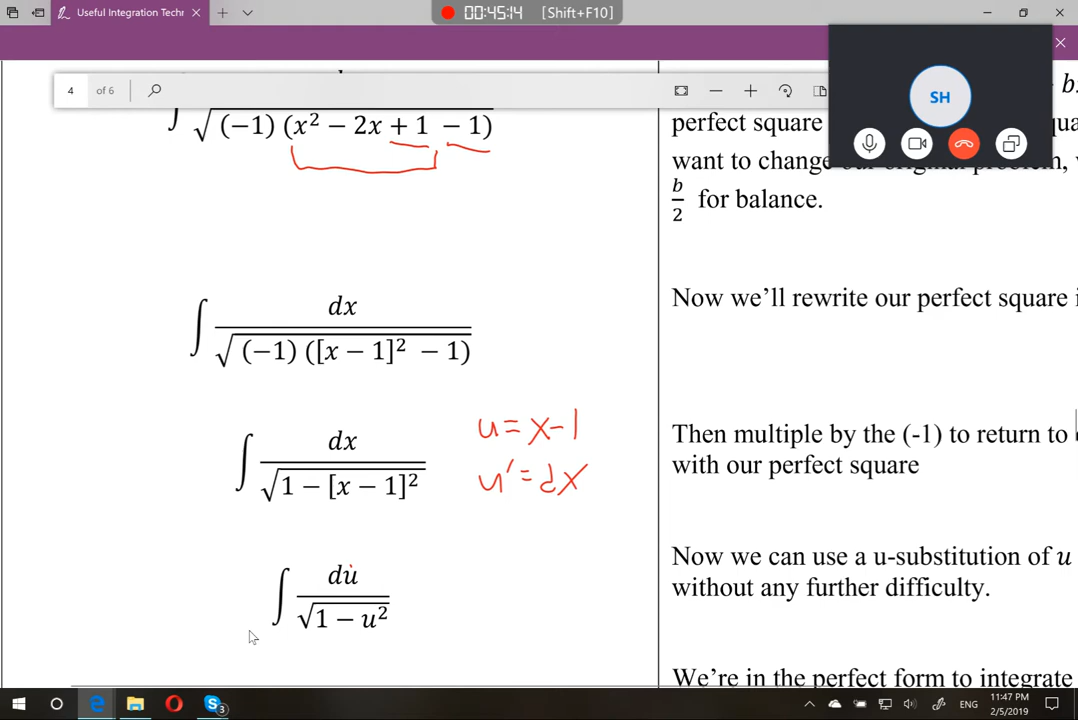 Useful Integration Techr
00:45:14 [Shift+F10]
4 of 6
SH
∫ √(-1) (x² − 2x + 1 − 1)
b
perfect square
want to change our original problem,
b/2 for balance.
∫ dx / √(-1) ([x − 1]² − 1)
Now we'll rewrite our perfect square i
∫ dx / √1 − [x − 1]²
u = x-1
u' = dx
Then multiple by the (-1) to return to
with our perfect square
∫ du / √1 − u²
Now we can use a u-substitution of u
without any further difficulty.
We're in the perfect form to integrate
ENG
11:47 PM
2/5/2019